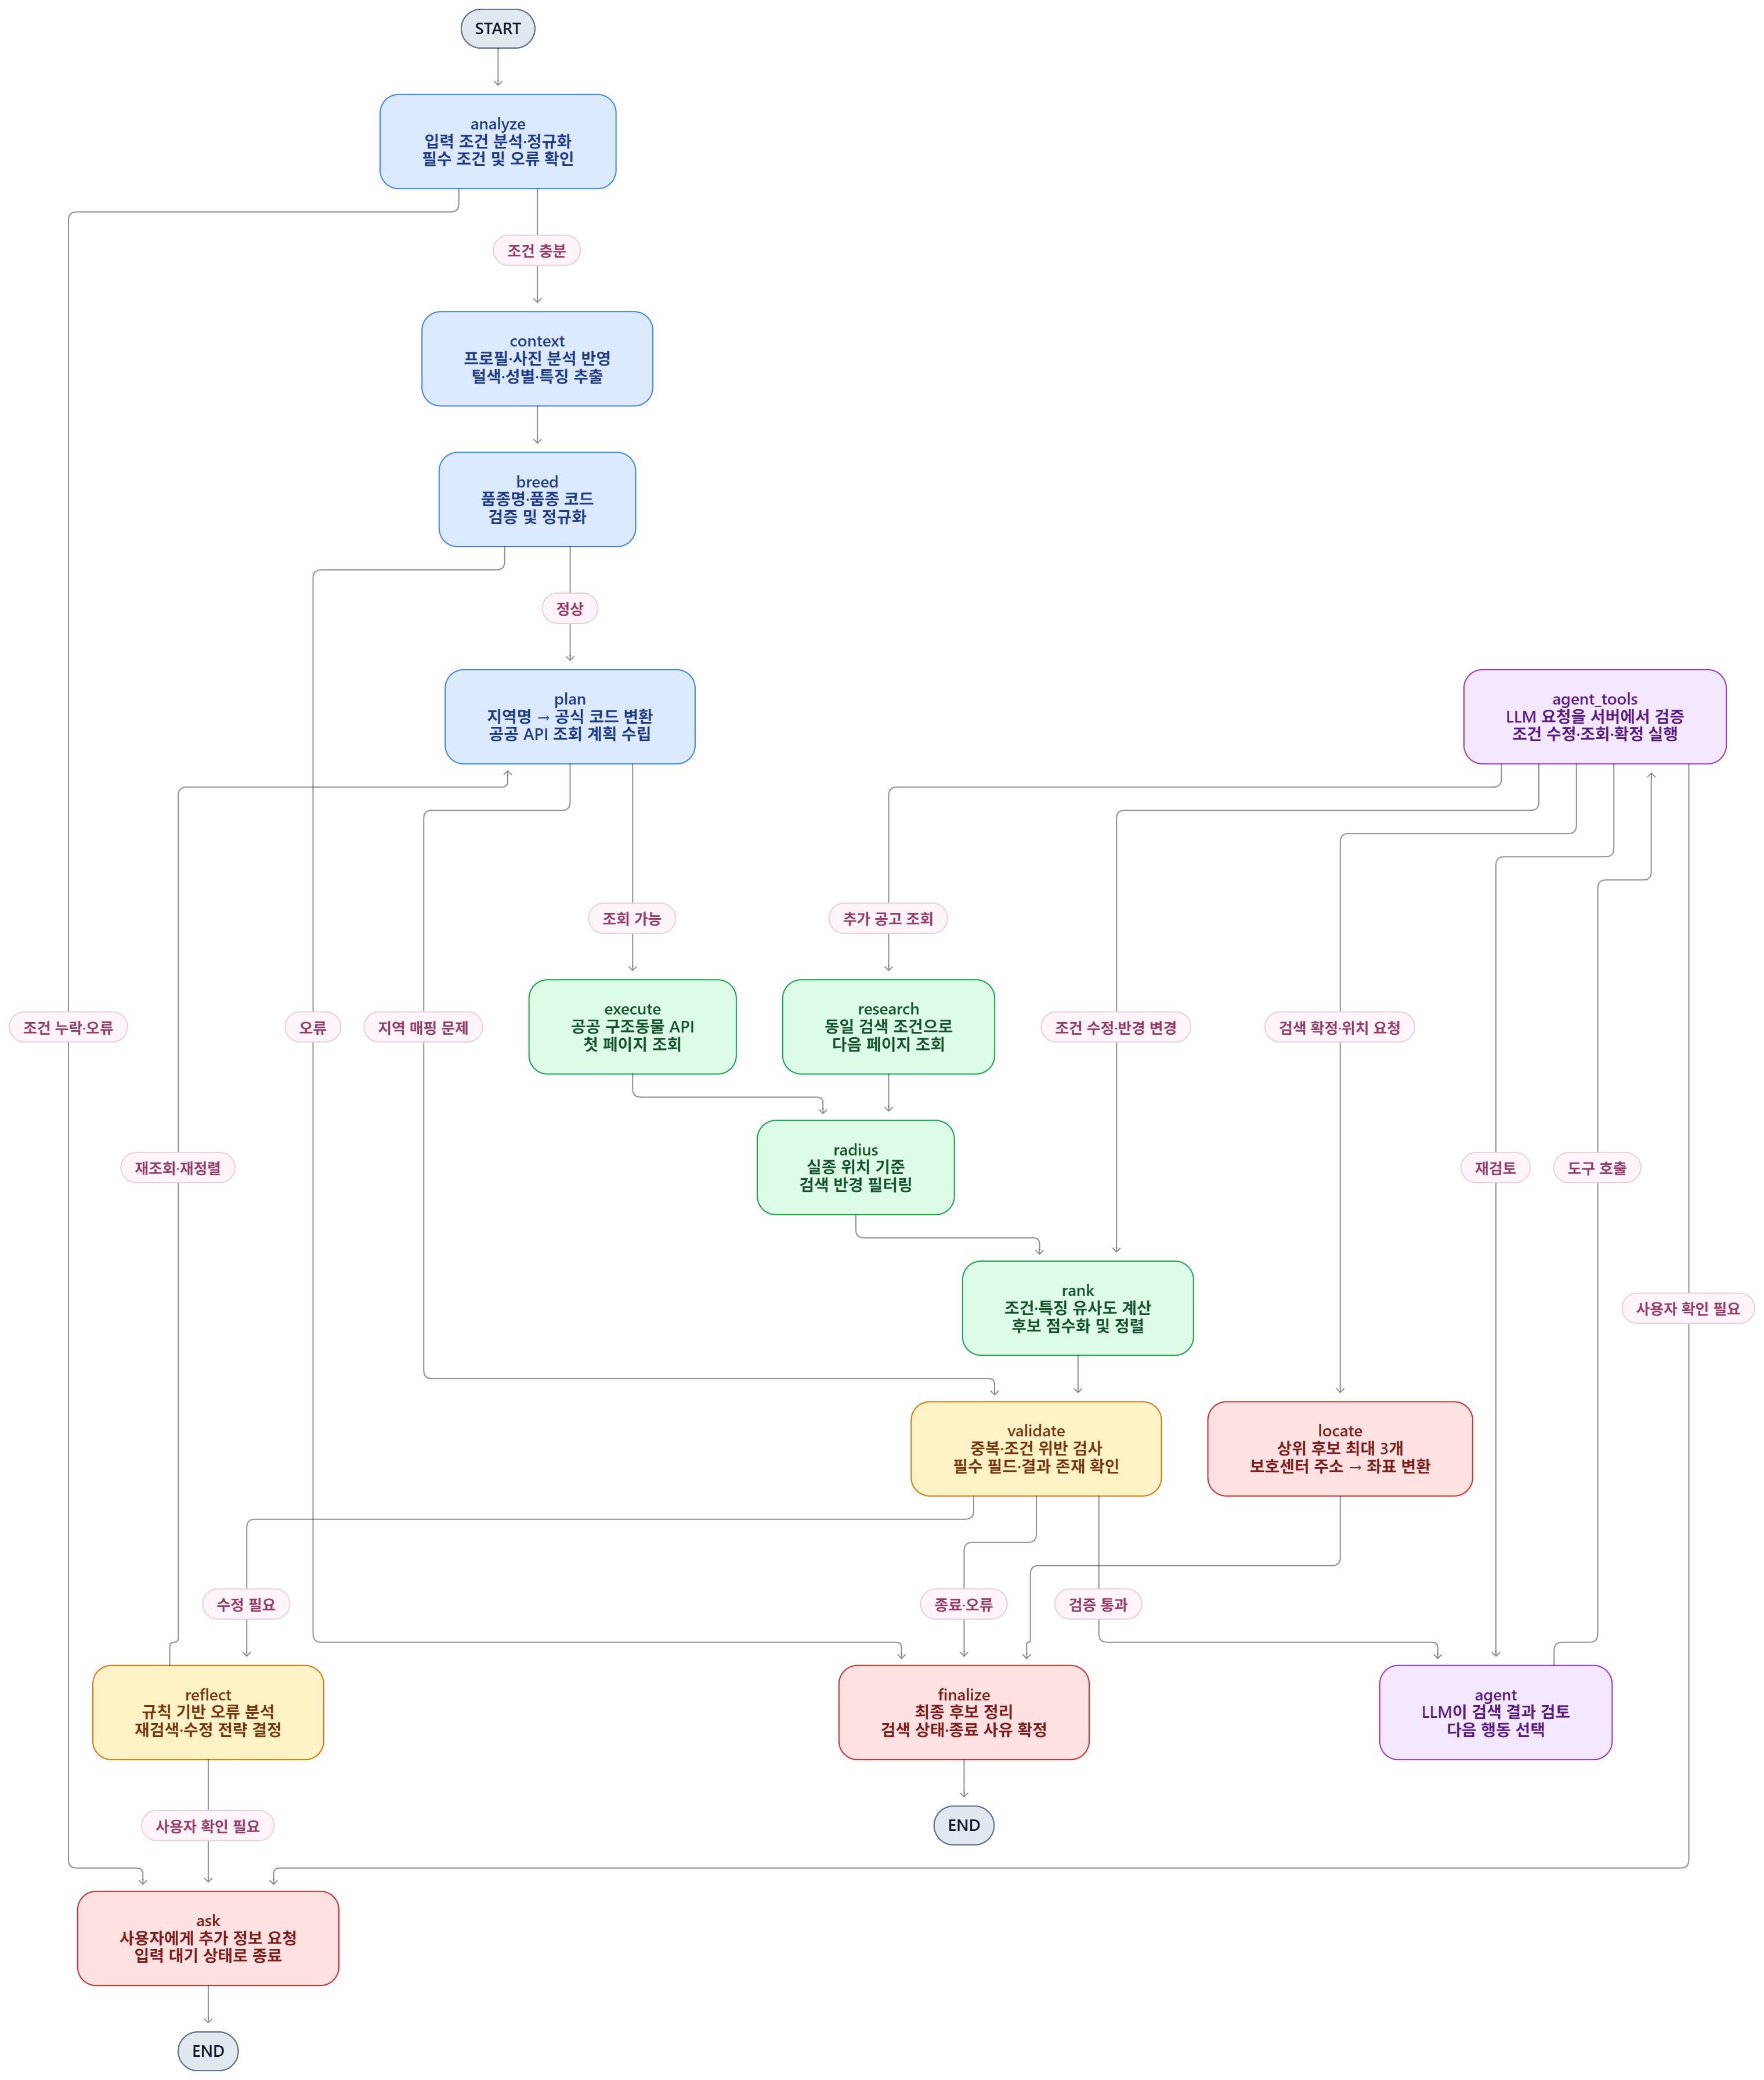 START
analyze
입력 조건 분석·정규화
필수 조건 및 오류 확인
조건 충분
context
프로필·사진 분석 반영
털색·성별·특징 추출
breed
품종명·품종 코드
검증 및 정규화
정상
plan
지역명 → 공식 코드 변환
공공 API 조회 계획 수립
agent_tools
LLM 요청을 서버에서 검증
조건 수정·조회·확정 실행
조회 가능
추가 공고 조회
execute
공공 구조동물 API
첫 페이지 조회
research
동일 검색 조건으로
다음 페이지 조회
조건 누락·오류
오류
지역 매핑 문제
조건 수정·반경 변경
검색 확정·위치 요청
radius
실종 위치 기준
검색 반경 필터링
재조회·재정렬
재검토
도구 호출
rank
조건·특징 유사도 계산
후보 점수화 및 정렬
사용자 확인 필요
validate
중복·조건 위반 검사
필수 필드·결과 존재 확인
locate
상위 후보 최대 3개
보호센터 주소 → 좌표 변환
수정 필요
종료·오류
검증 통과
reflect
규칙 기반 오류 분석
재검색·수정 전략 결정
finalize
최종 후보 정리
검색 상태·종료 사유 확정
agent
LLM이 검색 결과 검토
다음 행동 선택
사용자 확인 필요
END
ask
사용자에게 추가 정보 요청
입력 대기 상태로 종료
END